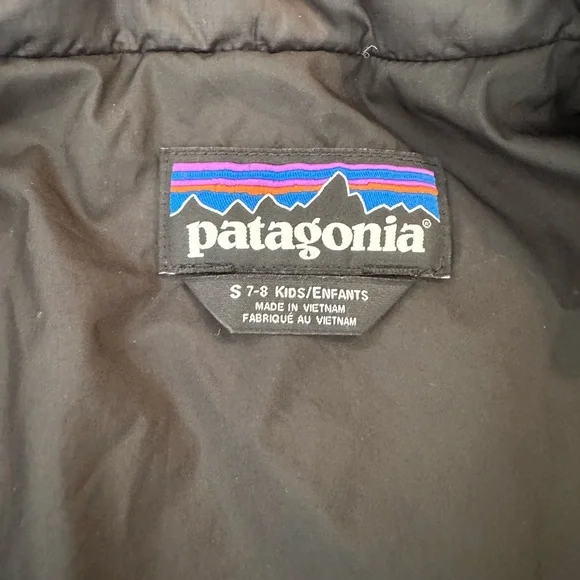 patagonia®
S 7-8 KIDS/ENFANTS
MADE IN VIETNAM
FABRIQUÉ AU VIETNAM